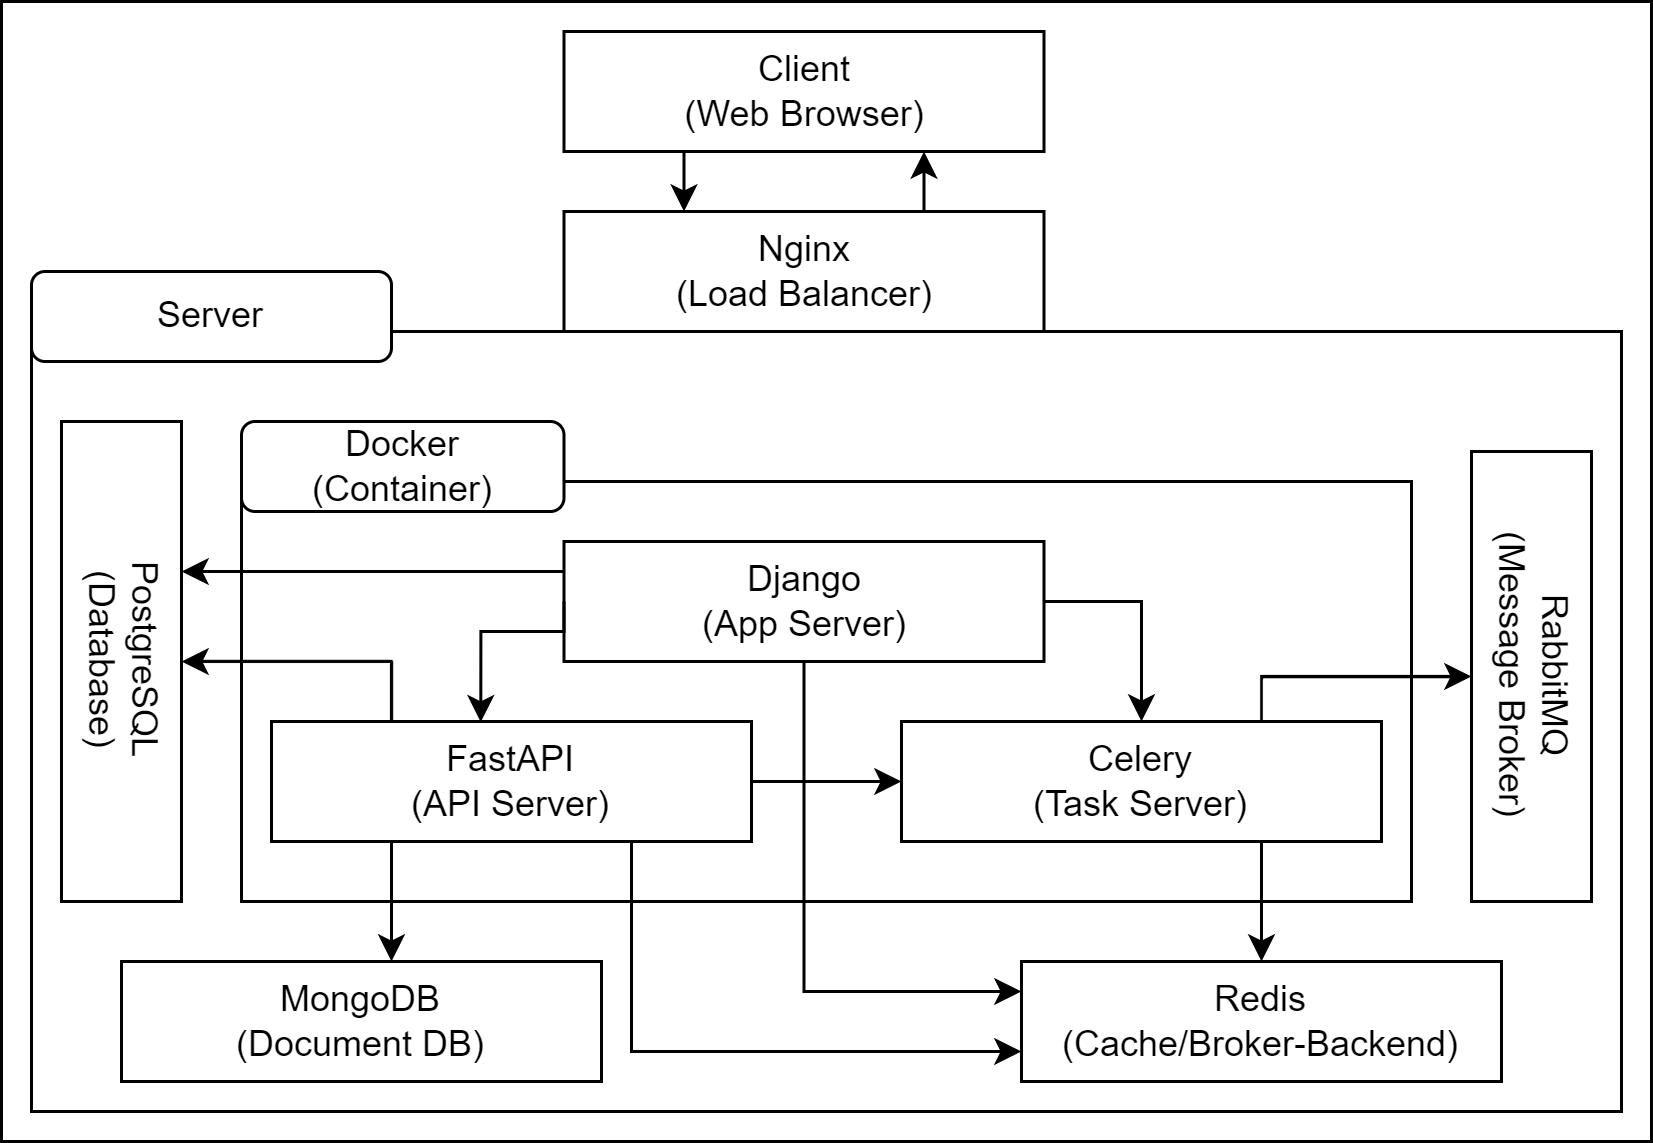 Client
(Web Browser)
Nginx
(Load Balancer)
Server
Docker
(Container)
PostgreSQL
(Database)
Django
(App Server)
RabbitMQ
(Message Broker)
FastAPI
(API Server)
Celery
(Task Server)
MongoDB
(Document DB)
Redis
(Cache/Broker-Backend)